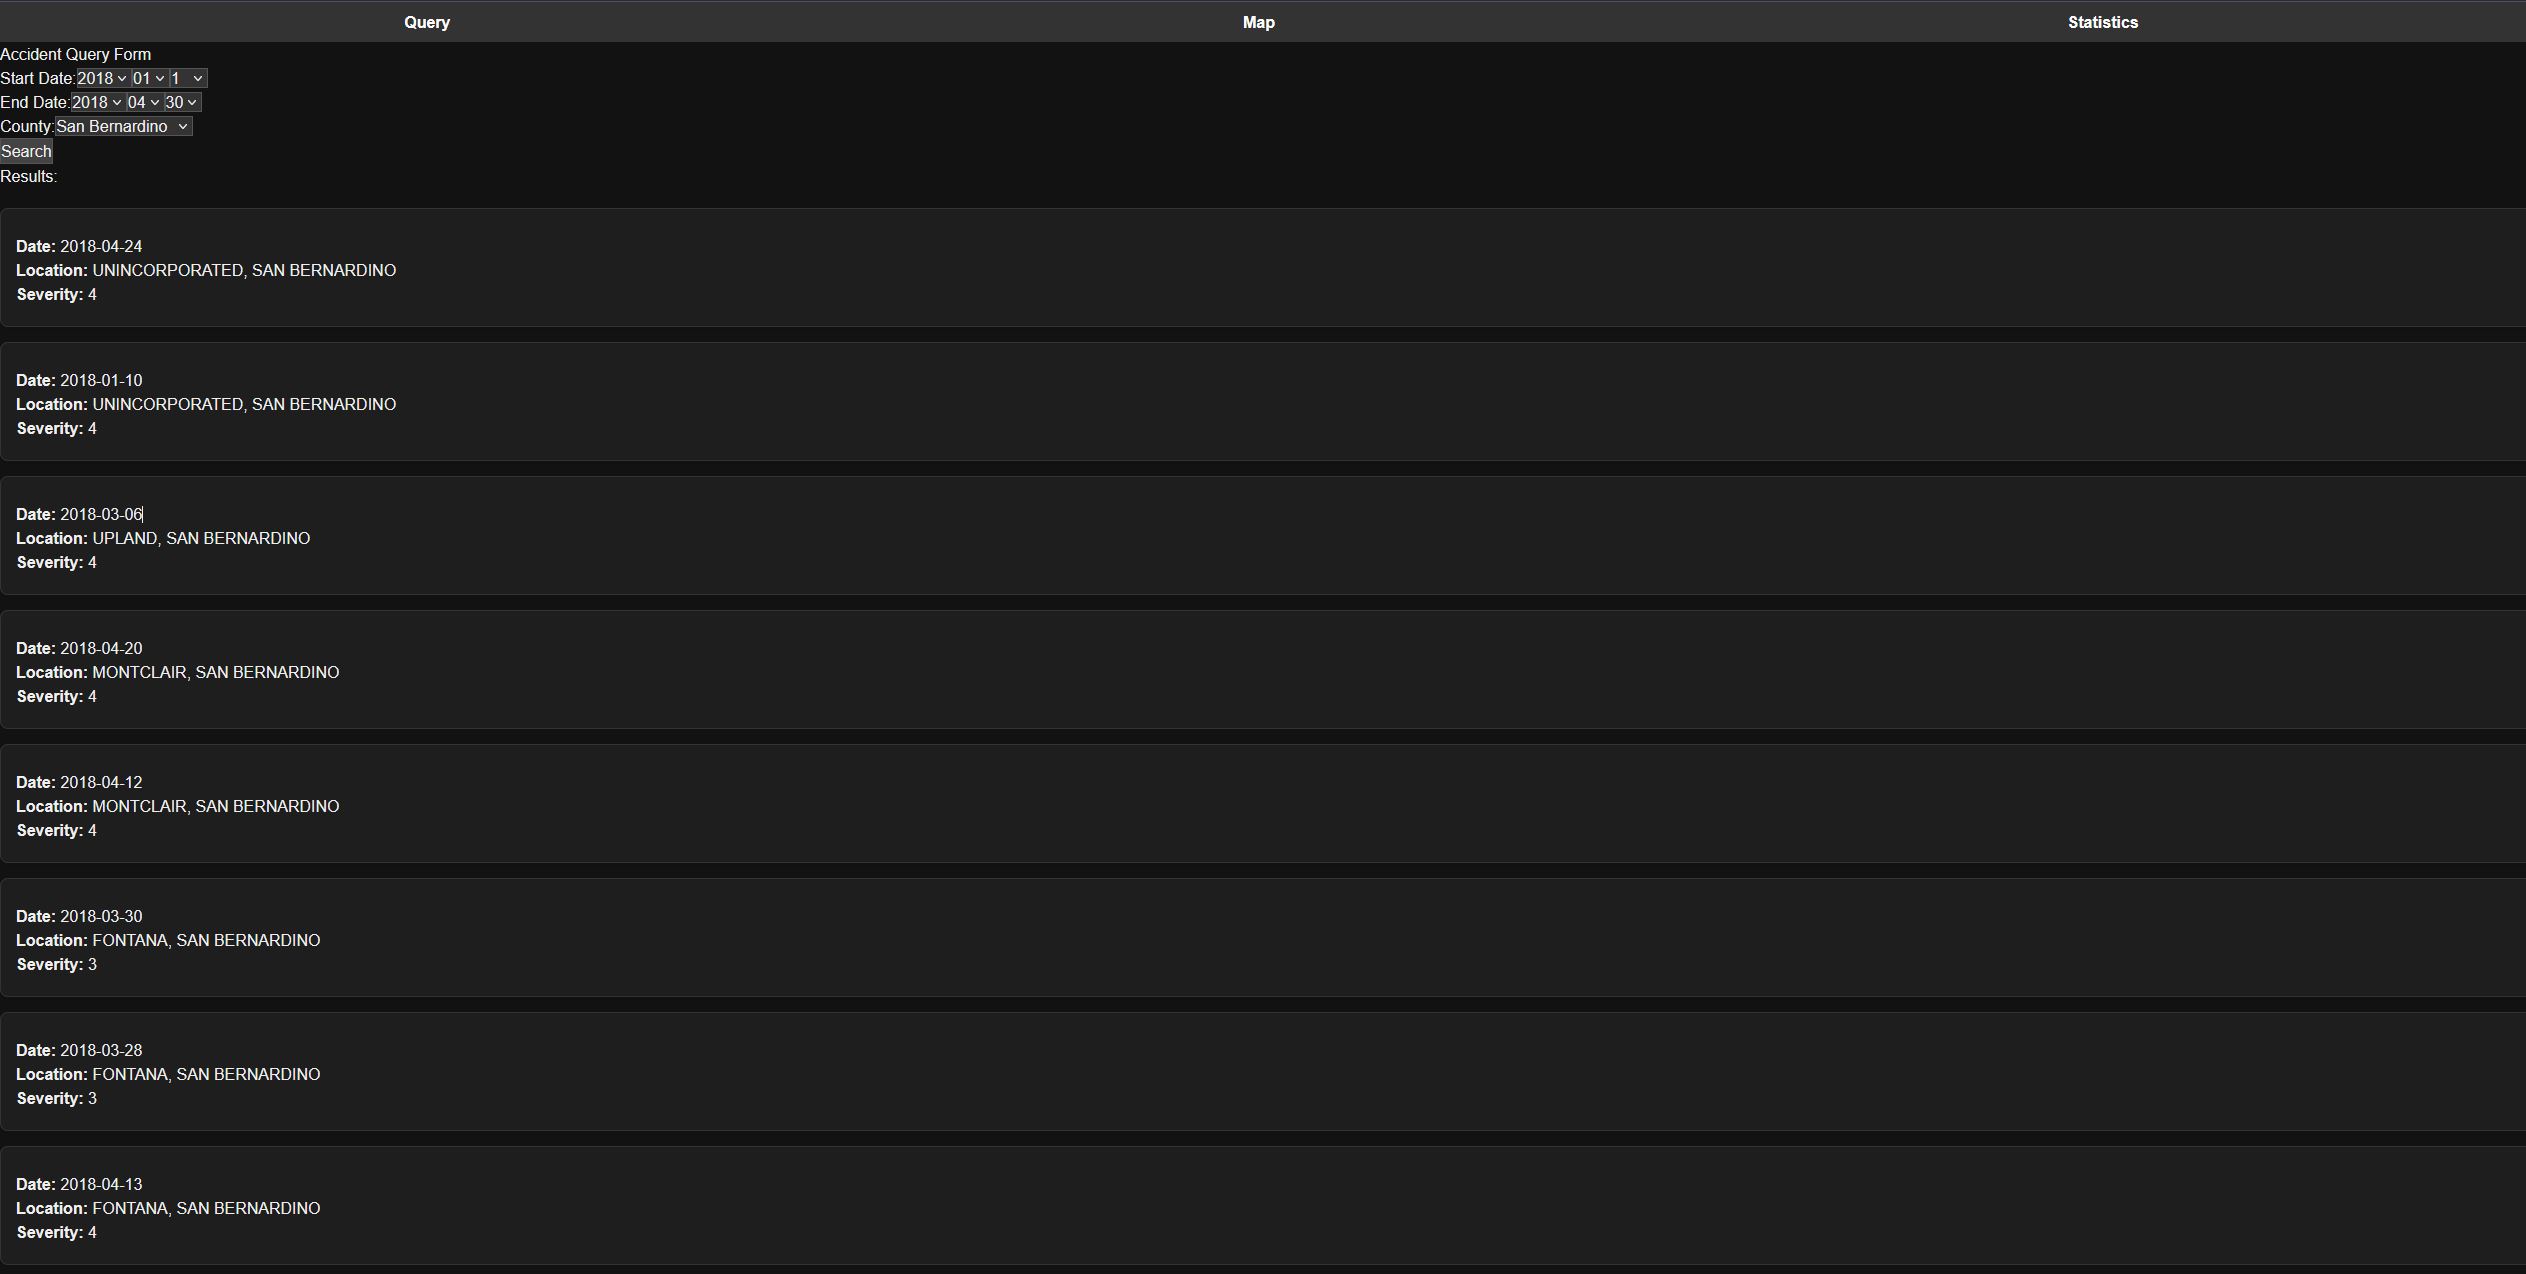 Query Map Statistics
Accident Query Form
Start Date: 2018 01 1
End Date: 2018 04 30
County: San Bernardino
Search
Results:
Date: 2018-04-24
Location: UNINCORPORATED, SAN BERNARDINO
Severity: 4
Date: 2018-01-10
Location: UNINCORPORATED, SAN BERNARDINO
Severity: 4
Date: 2018-03-06
Location: UPLAND, SAN BERNARDINO
Severity: 4
Date: 2018-04-20
Location: MONTCLAIR, SAN BERNARDINO
Severity: 4
Date: 2018-04-12
Location: MONTCLAIR, SAN BERNARDINO
Severity: 4
Date: 2018-03-30
Location: FONTANA, SAN BERNARDINO
Severity: 3
Date: 2018-03-28
Location: FONTANA, SAN BERNARDINO
Severity: 3
Date: 2018-04-13
Location: FONTANA, SAN BERNARDINO
Severity: 4